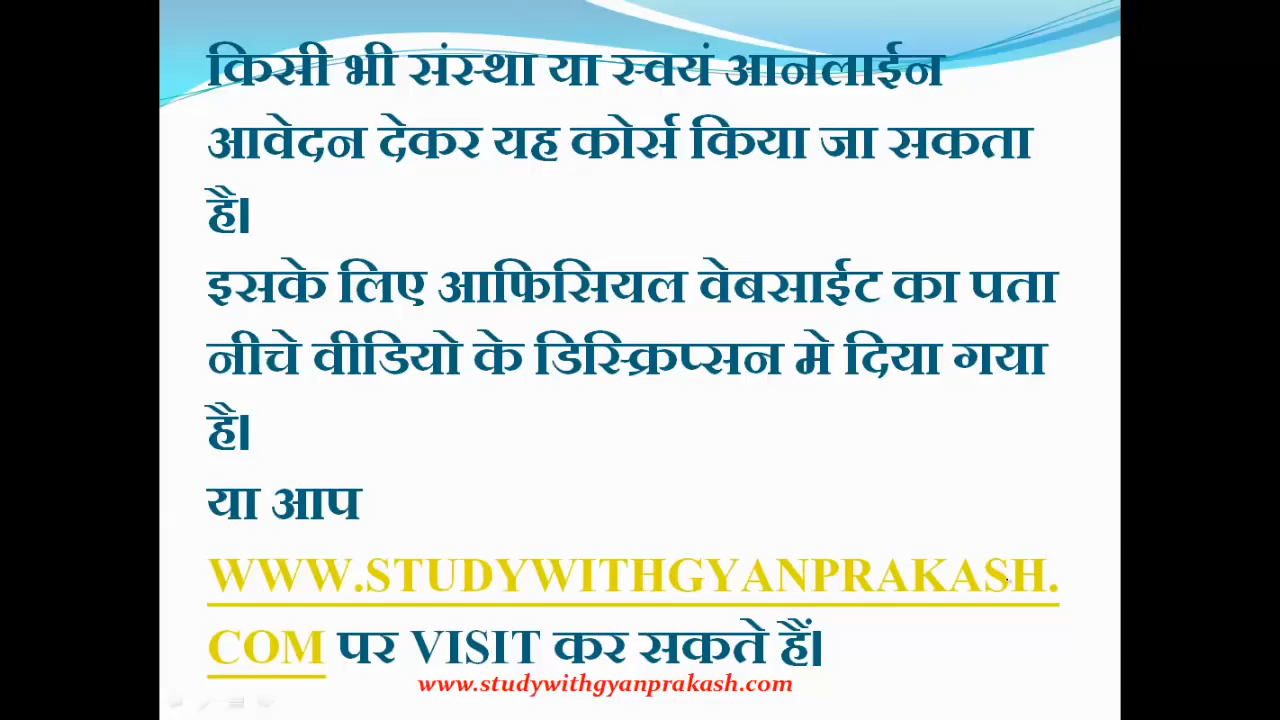 किसी भी संस्था या स्वयं आनलाईन
आवेदन देकर यह कोर्स किया जा सकता
है।
इसके लिए आफिसियल वेबसाईट का पता
नीचे वीडियो के डिस्क्रिप्सन मे दिया गया
है।
या आप
WWW.STUDYWITHGYANPRAKASH.
COM पर VISIT कर सकते हैं।
www.studywithgyanprakash.com